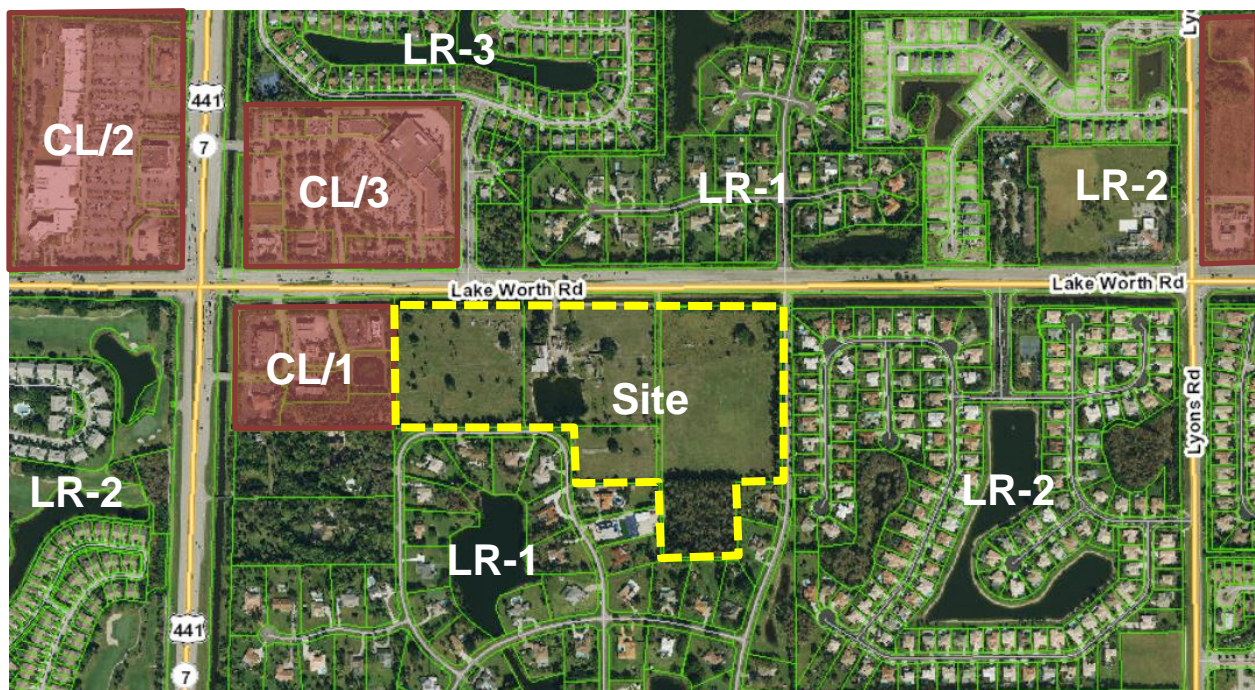 LR-3
Ly
441
CL/2
7
CL/3
LR-1
LR-2
Lake Worth Rd
Lake Worth Rd
CL/1
Site
Lyons Rd
LR-2
LR-2
LR-1
441
7